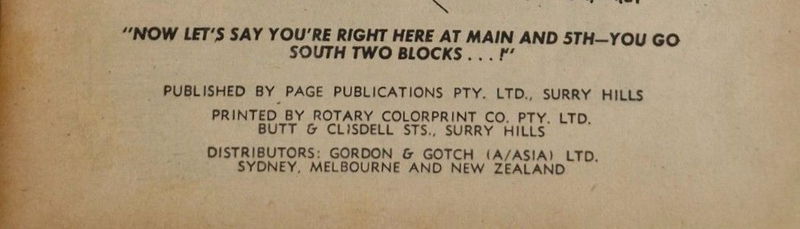 "NOW LET'S SAY YOU'RE RIGHT HERE AT MAIN AND 5TH—YOU GO
SOUTH TWO BLOCKS . . . !"
PUBLISHED BY PAGE PUBLICATIONS PTY. LTD., SURRY HILLS
PRINTED BY ROTARY COLORPRINT CO. PTY. LTD.
BUTT & CLISDELL STS., SURRY HILLS
DISTRIBUTORS: GORDON & GOTCH (A/ASIA) LTD.
SYDNEY, MELBOURNE AND NEW ZEALAND